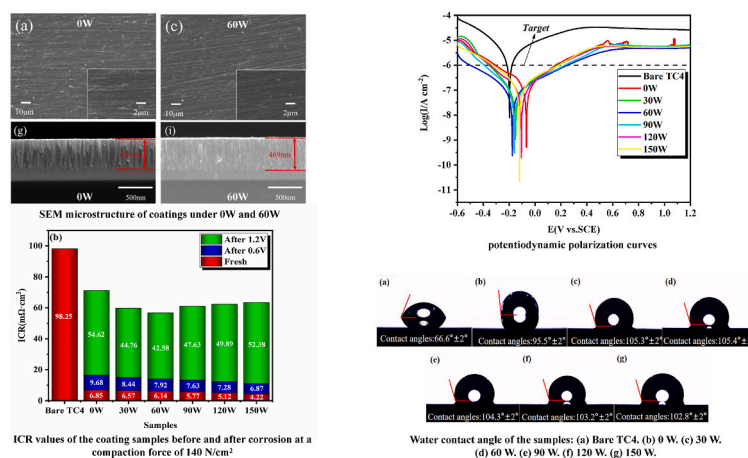 (a) 0W
10μm 2μm
(c) 60W
10μm 2μm
(g)
0W 500nm
(i)
469nm
60W 500nm
SEM microstructure of coatings under 0W and 60W
Log(I/A cm-2)
-4
-5
-6
-7
-8
-9
-10
-11
Target
Bare TC4
0W
30W
60W
90W
120W
150W
-0.6 -0.4 -0.2 0.0 0.2 0.4 0.6 0.8 1.0 1.2
E(V vs.SCE)
potentiodynamic polarization curves
(b)
After 1.2V
After 0.6V
Fresh
ICR(mΩ·cm²)
100
80
60
40
20
0
98.25
54.62 44.76 42.58 47.63 49.89 52.38
9.68 8.44 7.92 7.63 7.28 6.87
6.85 6.57 6.14 5.77 5.12 4.22
Bare TC4 0W 30W 60W 90W 120W 150W
Samples
ICR values of the coating samples before and after corrosion at a
compaction force of 140 N/cm²
(a) (b) (c) (d)
Contact angles:66.6°±2° Contact angles:95.5°±2° Contact angles:105.3°±2° Contact angles:105.4°±
(e) (f) (g)
Contact angles:104.3°±2° Contact angles:103.2°±2° Contact angles:102.8°±2°
Water contact angle of the samples: (a) Bare TC4. (b) 0 W. (c) 30 W.
(d) 60 W. (e) 90 W. (f) 120 W. (g) 150 W.